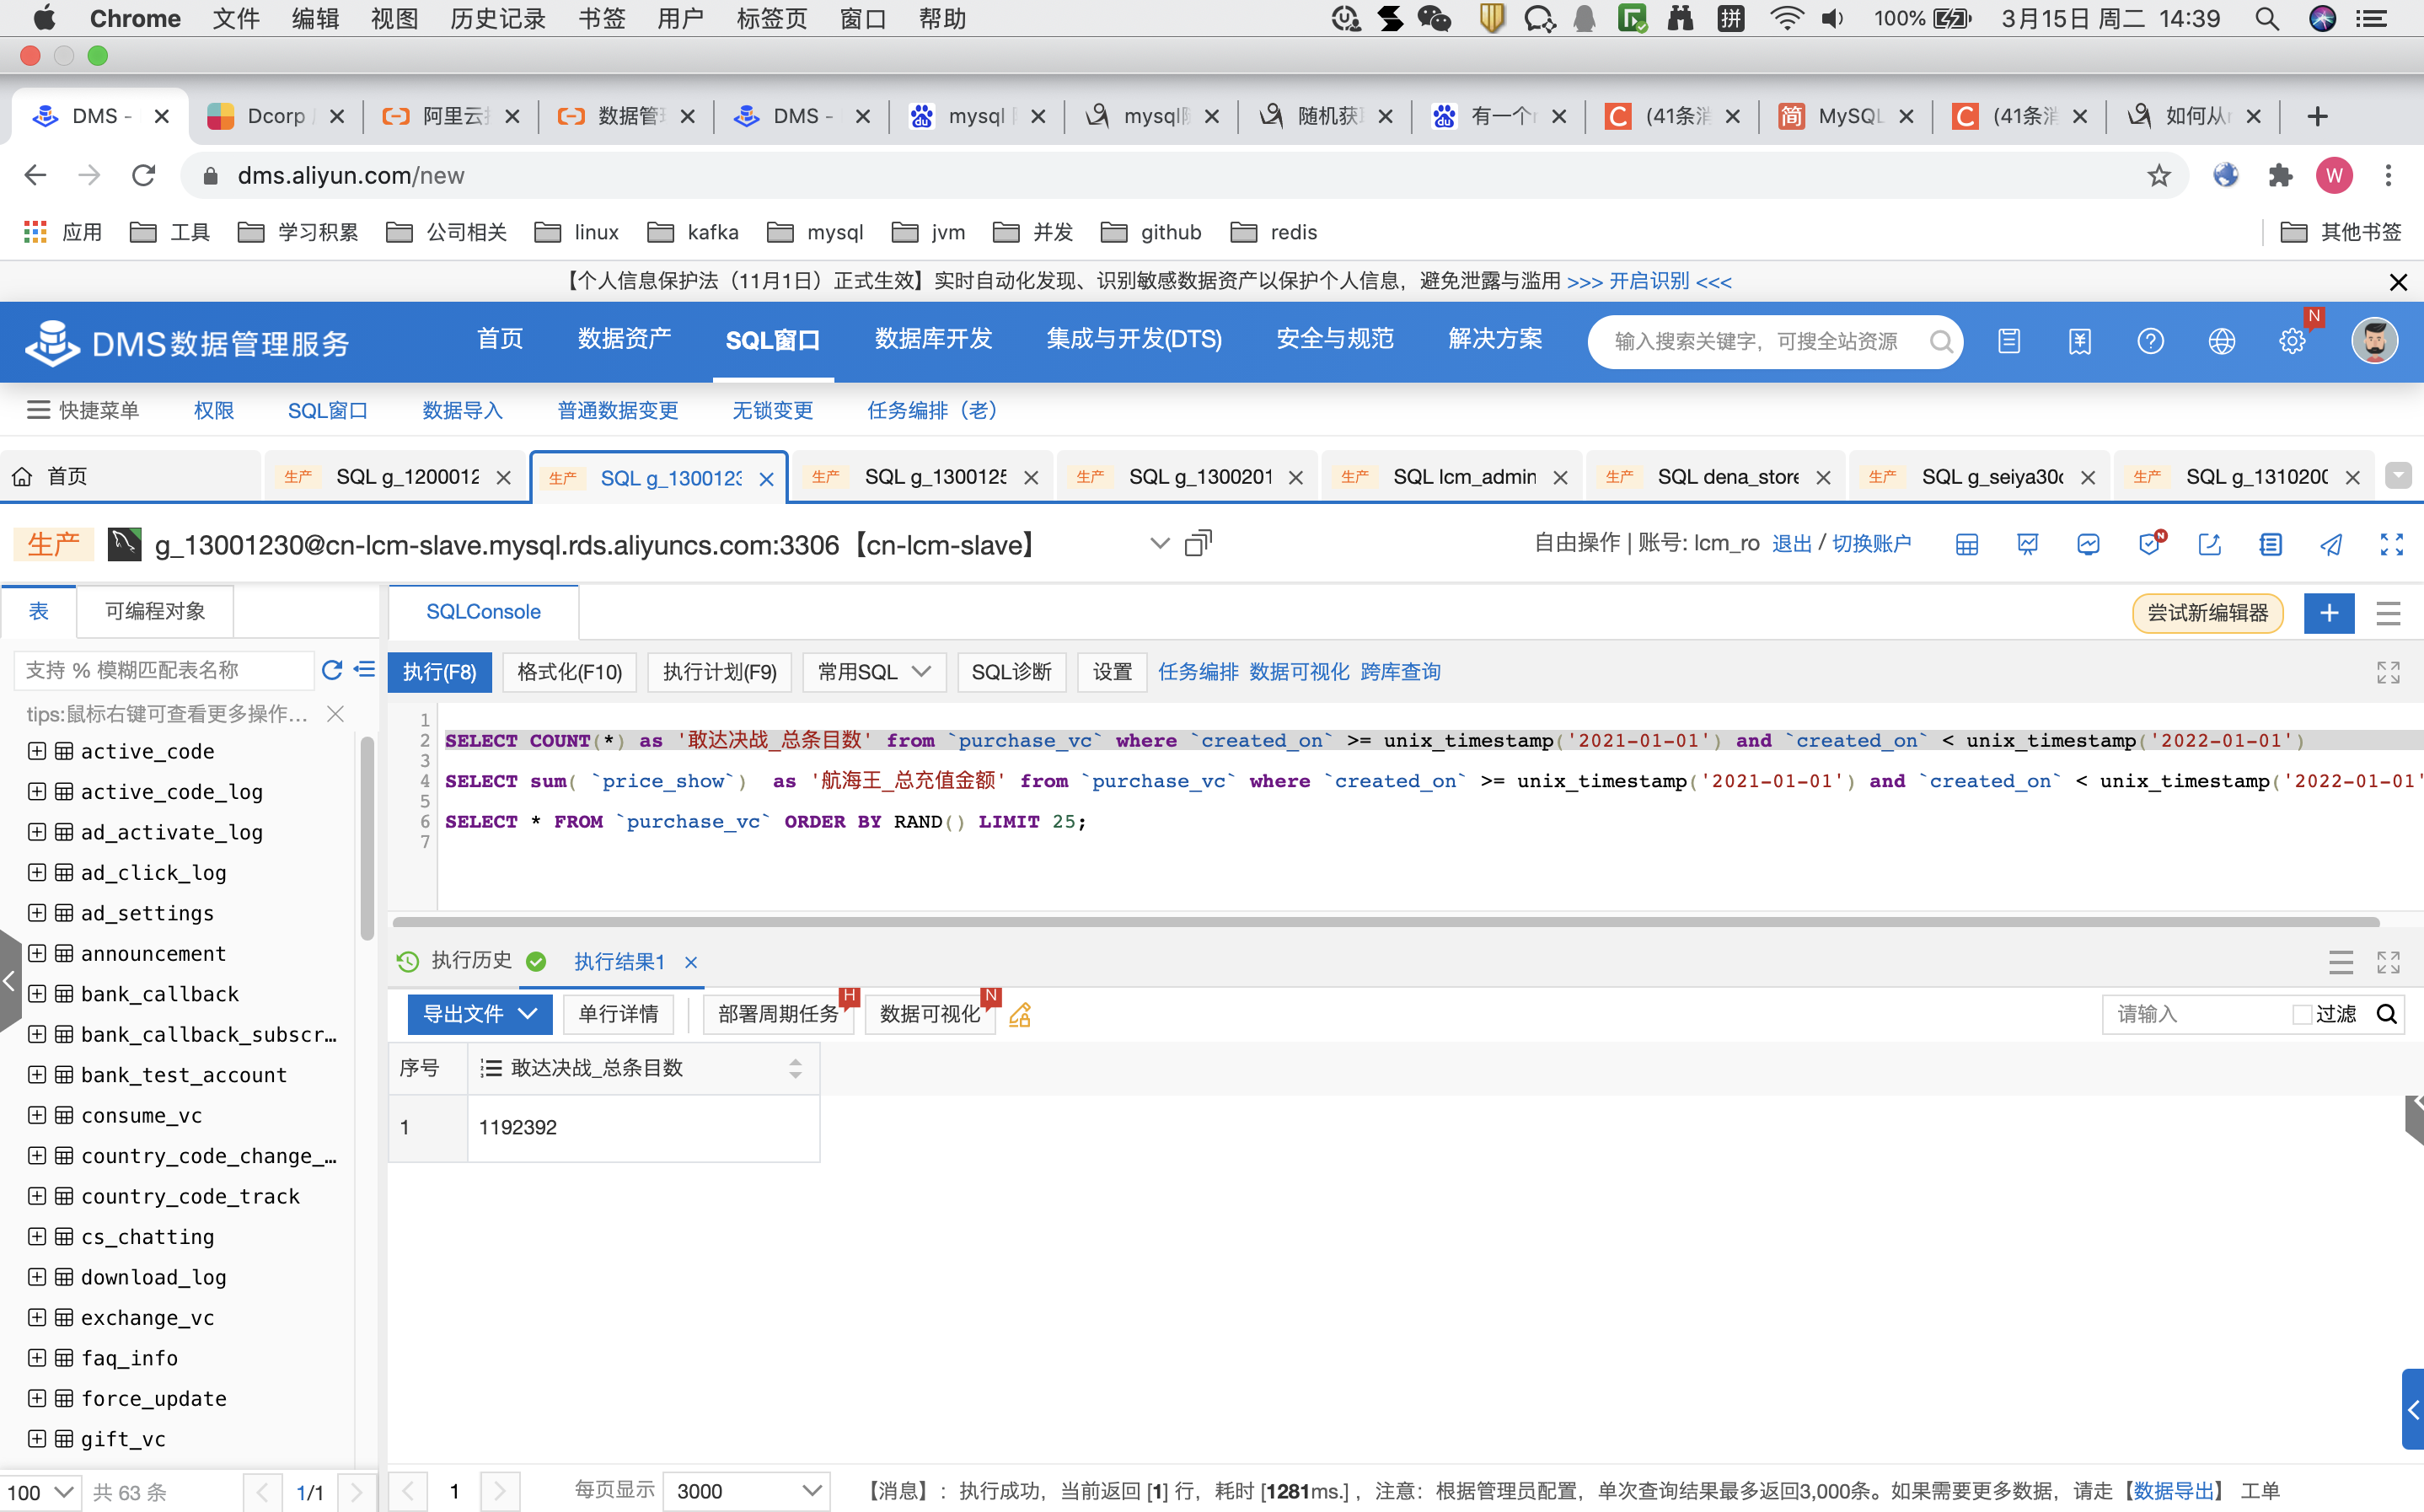 Chrome 文件 编辑 视图 历史记录 书签 用户 标签页 窗口 帮助 拼 100% 3月15日 周二 14:39
DMS - Dcorp 阿里云 数据管 DMS - mysql mysql 随机获 有一个 (41条消 MySQL (41条消 如何从
dms.aliyun.com/new W
应用 工具 学习积累 公司相关 linux kafka mysql jvm 并发 github redis 其他书签
【个人信息保护法（11月1日）正式生效】实时自动化发现、识别敏感数据资产以保护个人信息，避免泄露与滥用 >>> 开启识别 <<<
DMS数据管理服务 首页 数据资产 SQL窗口 数据库开发 集成与开发(DTS) 安全与规范 解决方案 输入搜索关键字，可搜全站资源 N
快捷菜单 权限 SQL窗口 数据导入 普通数据变更 无锁变更 任务编排（老）
首页 生产 SQL g_1200012 生产 SQL g_1300123 生产 SQL g_1300125 生产 SQL g_1300201 生产 SQL lcm_admin 生产 SQL dena_store 生产 SQL g_seiya30 生产 SQL g_1310200
生产 g_13001230@cn-lcm-slave.mysql.rds.aliyuncs.com:3306【cn-lcm-slave】 自由操作 | 账号: lcm_ro 退出 / 切换账户
表 可编程对象 SQLConsole 尝试新编辑器 +
支持 % 模糊匹配表名称 执行(F8) 格式化(F10) 执行计划(F9) 常用SQL SQL诊断 设置 任务编排 数据可视化 跨库查询
tips:鼠标右键可查看更多操作...
1
2 SELECT COUNT(*) as '敢达决战_总条目数' from `purchase_vc` where `created_on` >= unix_timestamp('2021-01-01') and `created_on` < unix_timestamp('2022-01-01')
3
4 SELECT sum( `price_show`) as '航海王_总充值金额' from `purchase_vc` where `created_on` >= unix_timestamp('2021-01-01') and `created_on` < unix_timestamp('2022-01-01'
5
6 SELECT * FROM `purchase_vc` ORDER BY RAND() LIMIT 25;
7
active_code
active_code_log
ad_activate_log
ad_click_log
ad_settings
announcement
bank_callback
bank_callback_subscr...
bank_test_account
consume_vc
country_code_change_...
country_code_track
cs_chatting
download_log
exchange_vc
faq_info
force_update
gift_vc
执行历史 执行结果1
导出文件 单行详情 部署周期任务 H 数据可视化 N 请输入 过滤
序号 敢达决战_总条目数
1 1192392
100 共 63 条 1/1 1 每页显示 3000 【消息】：执行成功，当前返回 [1] 行，耗时 [1281ms.] ，注意：根据管理员配置，单次查询结果最多返回3,000条。如果需要更多数据，请走【数据导出】 工单